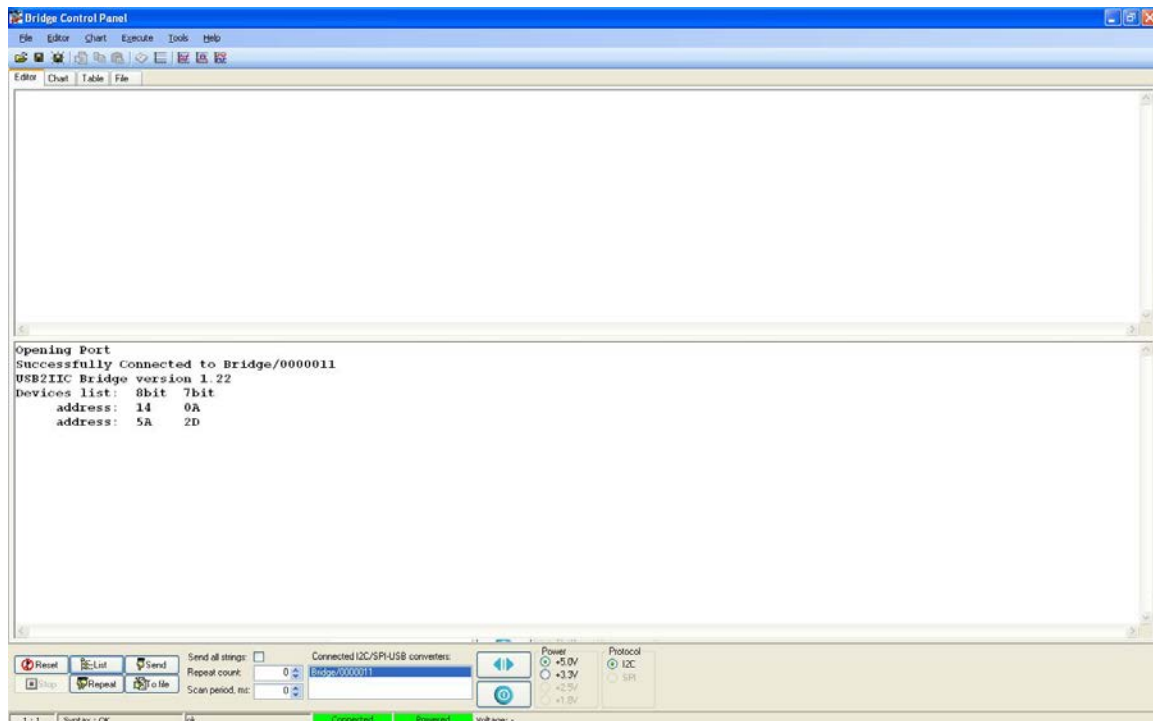 Bridge Control Panel
File Editor Chart Execute Tools Help
Editor Chart Table File
Opening Port
Successfully Connected to Bridge/0000011
USB2IIC Bridge version 1.22
Devices list: 8bit 7bit
address: 14 0A
address: 5A 2D
Reset List Send
Stop Repeat To file
Send all strings:
Repeat count: 0
Scan period, ms: 0
Connected I2C/SPI-USB converters:
Bridge/0000011
Power
+5.0V
+3.3V
+2.5V
+1.8V
Protocol
I2C
SPI
1 : 1 Syntax : OK Connected Powered Voltage: -